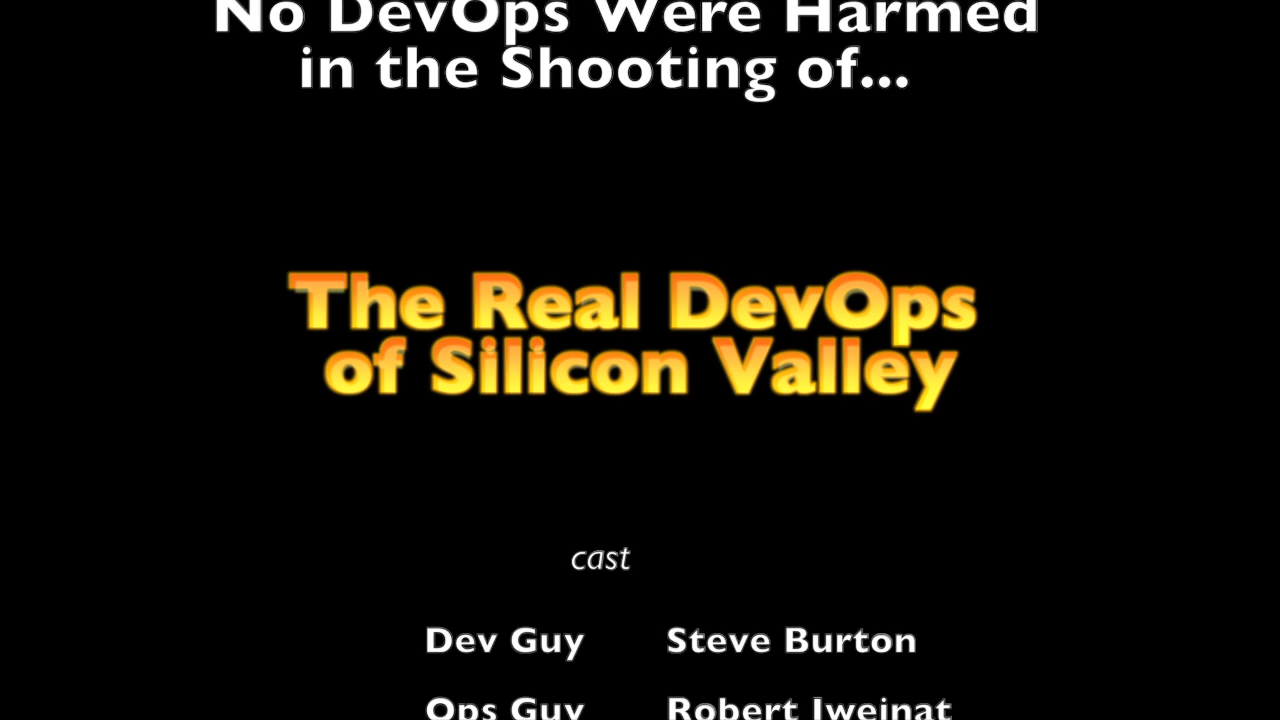 No DevOps Were Harmed
in the Shooting of...
The Real DevOps
of Silicon Valley
cast
Dev Guy Steve Burton
Ops Guy Robert Iweinat